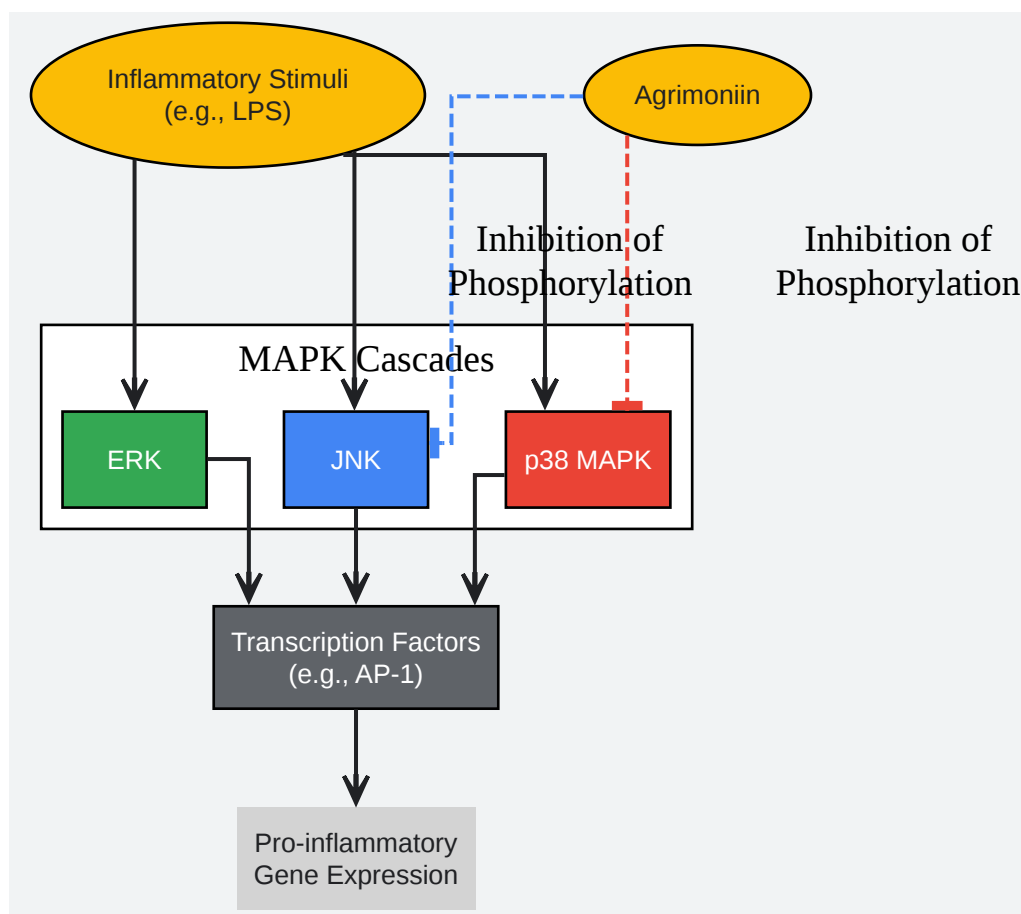 Inflammatory Stimuli
(e.g., LPS)
Agrimoniin
Inhibition of
Phosphorylation
Inhibition of
Phosphorylation
MAPK Cascades
ERK
JNK
p38 MAPK
Transcription Factors
(e.g., AP-1)
Pro-inflammatory
Gene Expression